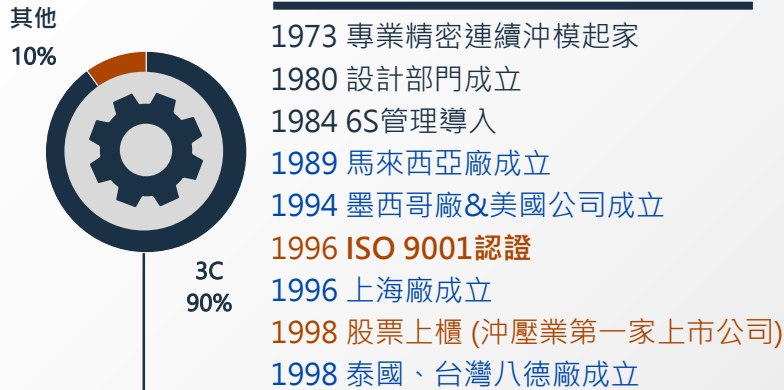 其他
10%
3C
90%
1973 專業精密連續沖模起家
1980 設計部門成立
1984 6S管理導入
1989 馬來西亞廠成立
1994 墨西哥廠&美國公司成立
1996 ISO 9001認證
1996 上海廠成立
1998 股票上櫃 (沖壓業第一家上市公司)
1998 泰國、台灣八德廠成立